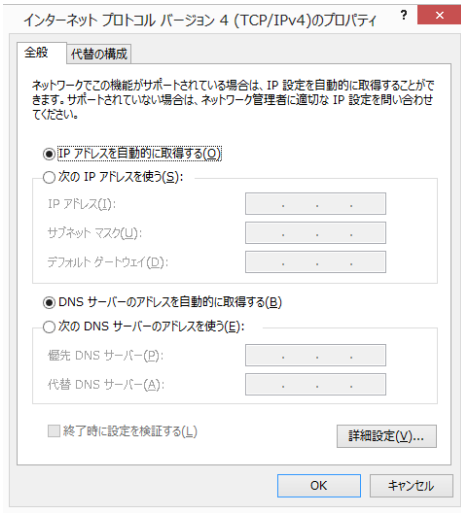 インターネット プロトコル バージョン 4 (TCP/IPv4)のプロパティ
?
×
全般
代替の構成
ネットワークでこの機能がサポートされている場合は、IP 設定を自動的に取得することがで
きます。サポートされていない場合は、ネットワーク管理者に適切な IP 設定を問い合わせ
てください。
IP アドレスを自動的に取得する(O)
次の IP アドレスを使う(S):
IP アドレス(I):
サブネット マスク(U):
デフォルト ゲートウェイ(D):
DNS サーバーのアドレスを自動的に取得する(B)
次の DNS サーバーのアドレスを使う(E):
優先 DNS サーバー(P):
代替 DNS サーバー(A):
終了時に設定を検証する(L)
詳細設定(V)...
OK
キャンセル